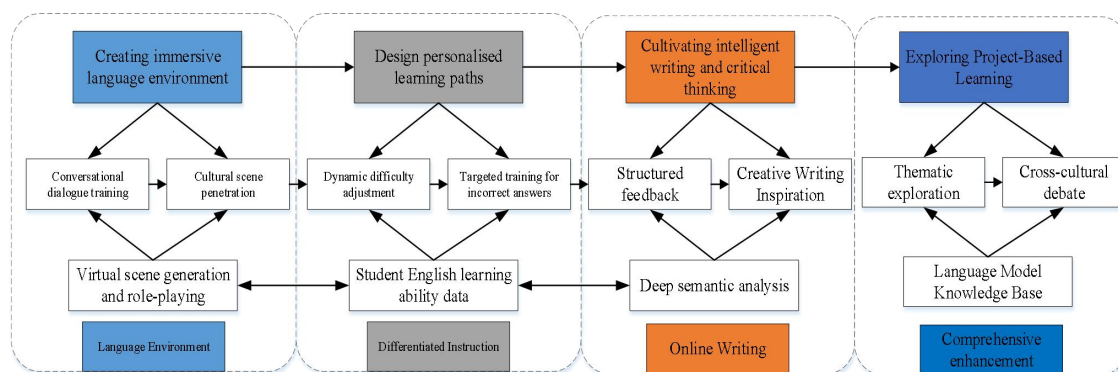 Creating immersive
language environment
Design personalised
learning paths
Cultivating intelligent
writing and critical
thinking
Exploring Project-Based
Learning
Conversational
dialogue training
Cultural scene
penetration
Dynamic difficulty
adjustment
Targeted training for
incorrect answers
Structured
feedback
Creative Writing
Inspiration
Thematic
exploration
Cross-cultural
debate
Virtual scene generation
and role-playing
Student English learning
ability data
Deep semantic analysis
Language Model
Knowledge Base
Language Environment
Differentiated Instruction
Online Writing
Comprehensive
enhancement